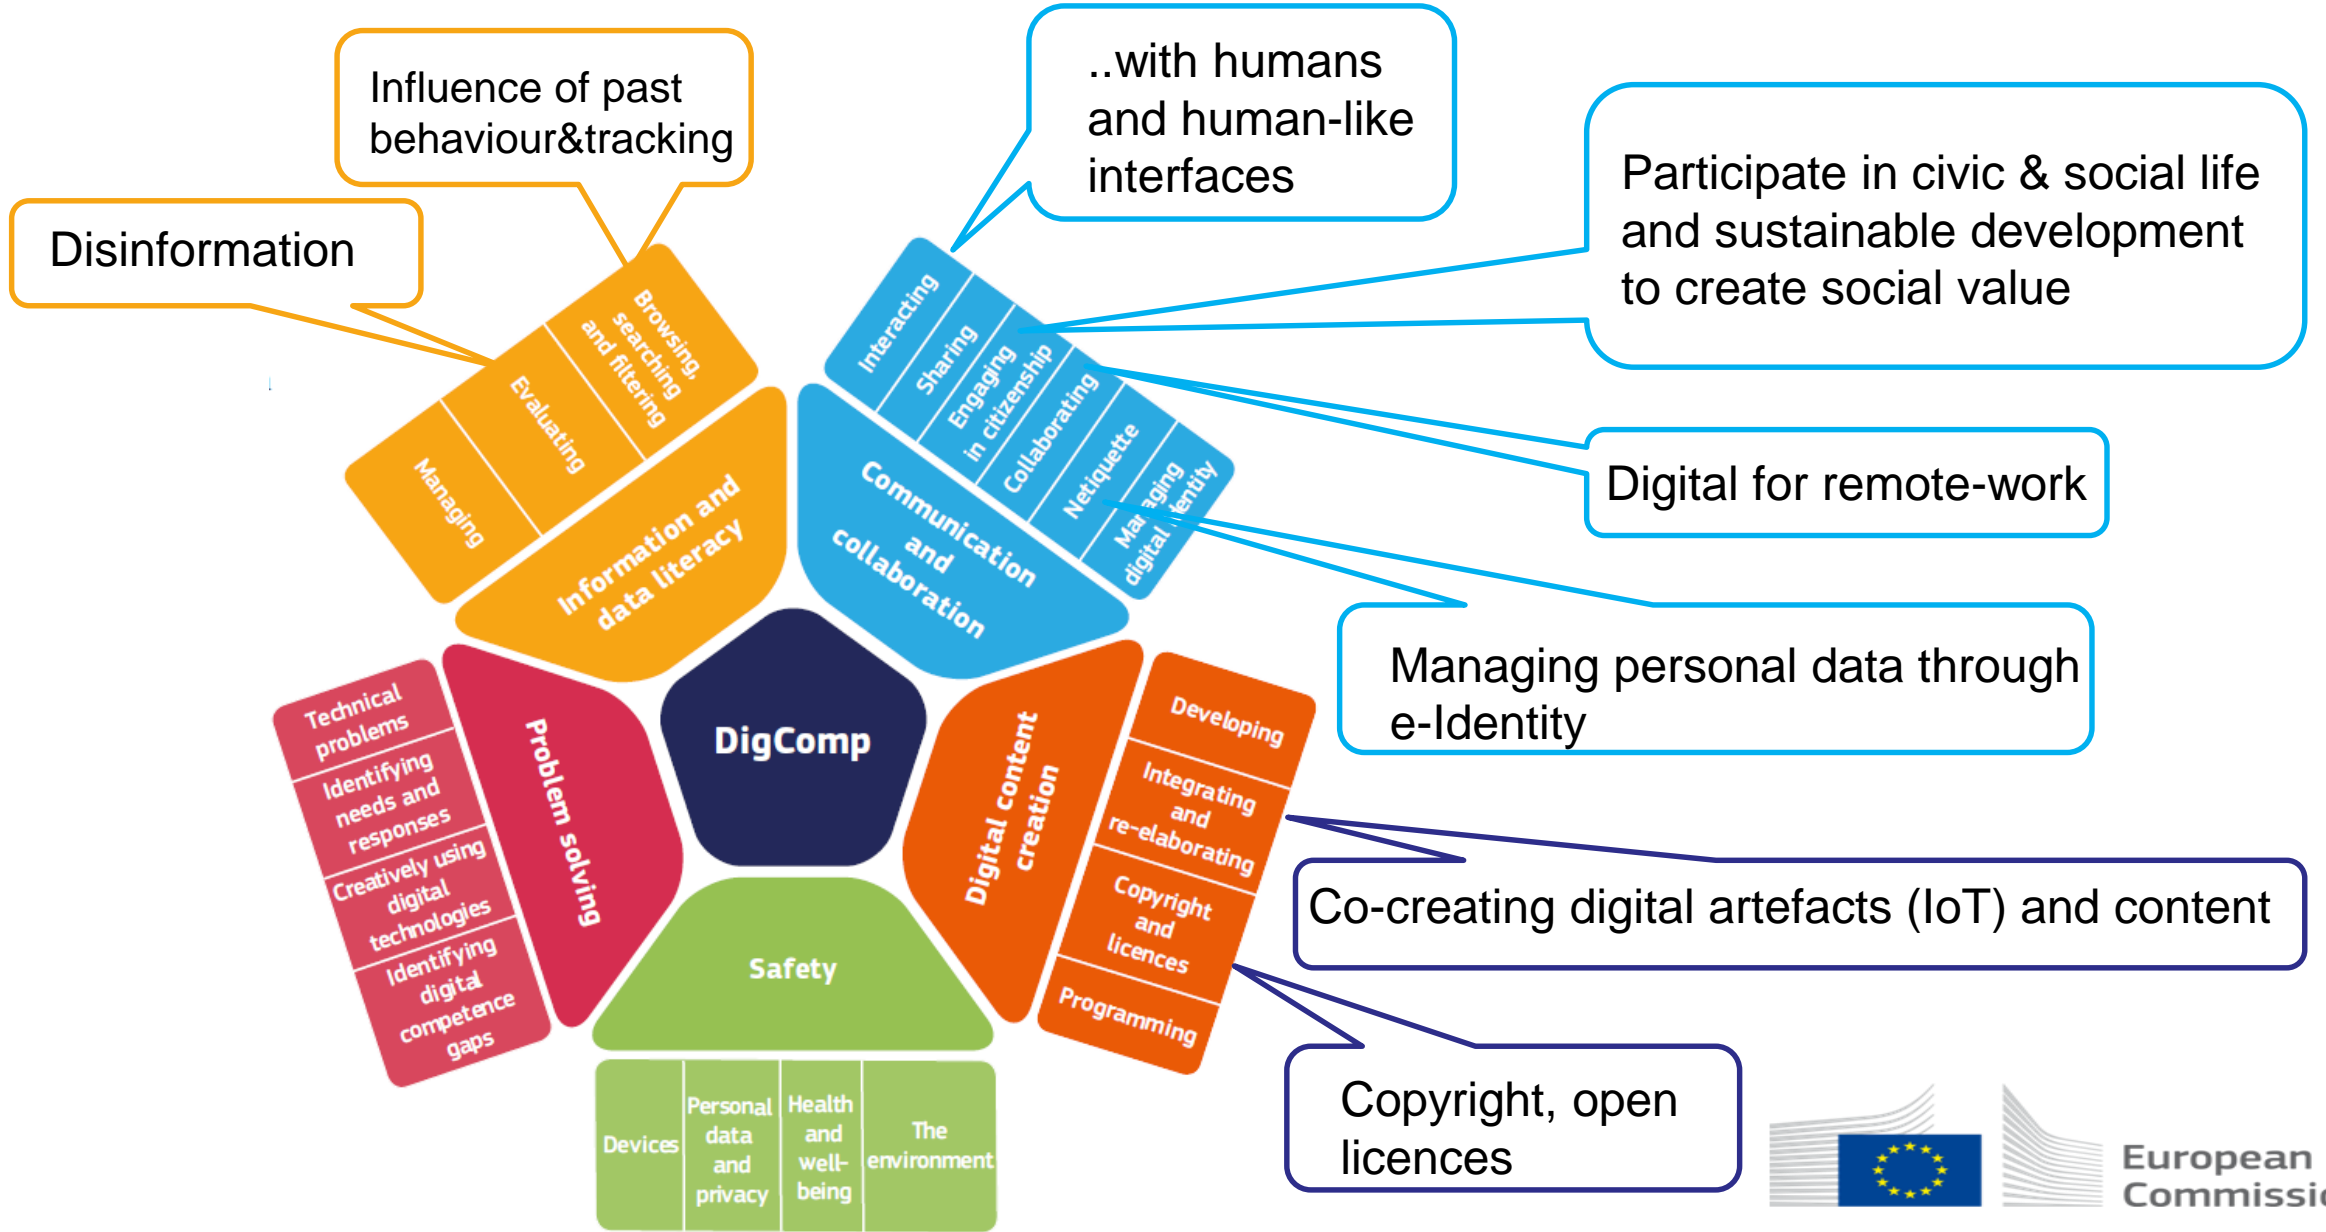 Influence of past
behaviour&tracking
Disinformation
..with humans
and human-like
interfaces
Participate in civic & social life
and sustainable development
to create social value
Digital for remote-work
Managing personal data through
e-Identity
Co-creating digital artefacts (IoT) and content
Copyright, open
licences
DigComp
Information and
data literacy
Browsing,
searching
and filtering
Evaluating
Managing
Communication
and
collaboration
Interacting
Sharing
Engaging
in citizenship
Collaborating
Netiquette
Managing
digital identity
Digital content
creation
Developing
Integrating
and
re-elaborating
Copyright
and
licences
Programming
Safety
Devices
Personal
data
and
privacy
Health
and
well-
being
The
environment
Problem solving
Technical
problems
Identifying
needs and
responses
Creatively using
digital
technologies
Identifying
digital
competence
gaps
European
Commissio